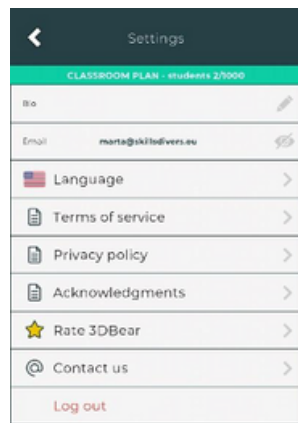 Settings
CLASSROOM PLAN - students 2/1000
Bio
Email marta@skillsdivers.eu
Language
Terms of service
Privacy policy
Acknowledgments
Rate 3DBear
Contact us
Log out